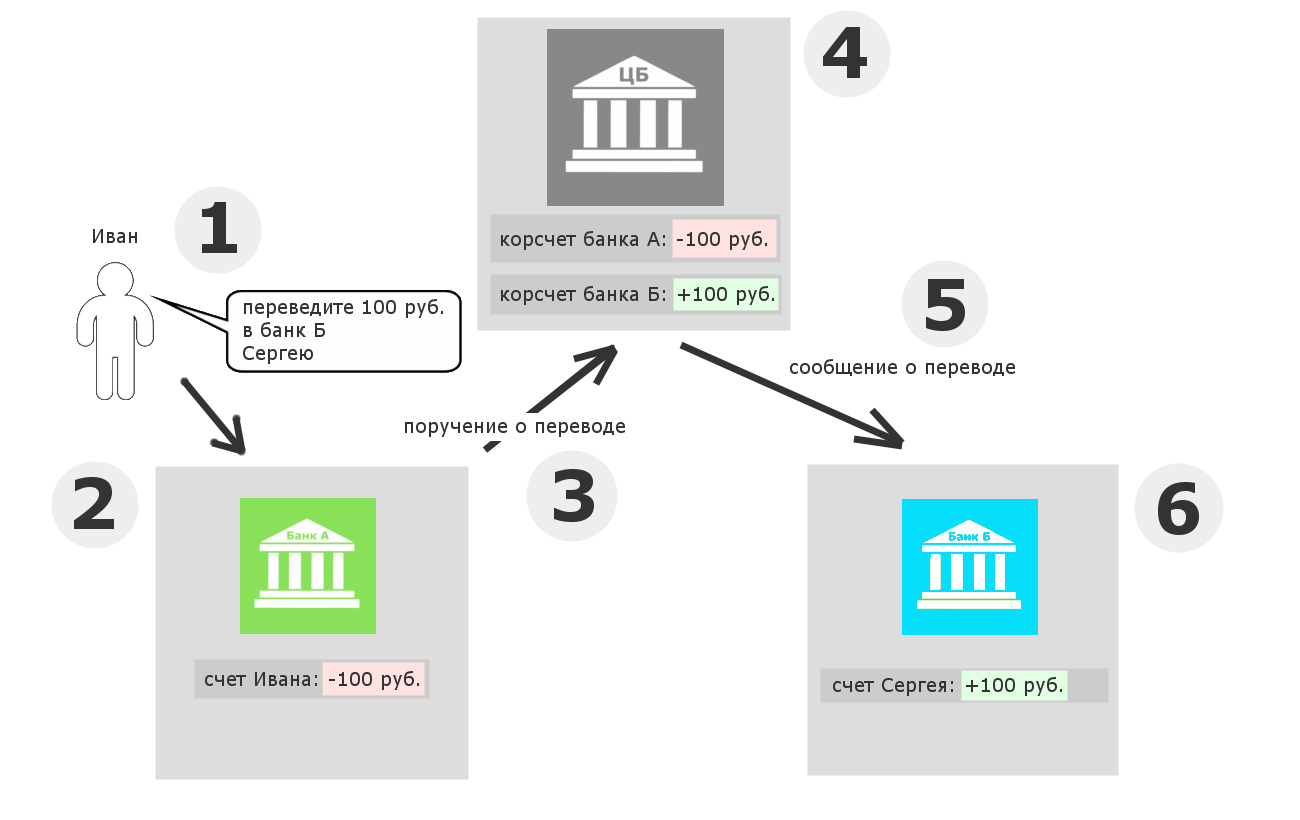 1
Иван
переведите 100 руб.
в банк Б
Сергею
2
Банк А
счет Ивана: -100 руб.
3
поручение о переводе
4
ЦБ
корсчет банка А: -100 руб.
корсчет банка Б: +100 руб.
5
сообщение о переводе
6
Банк Б
счет Сергея: +100 руб.